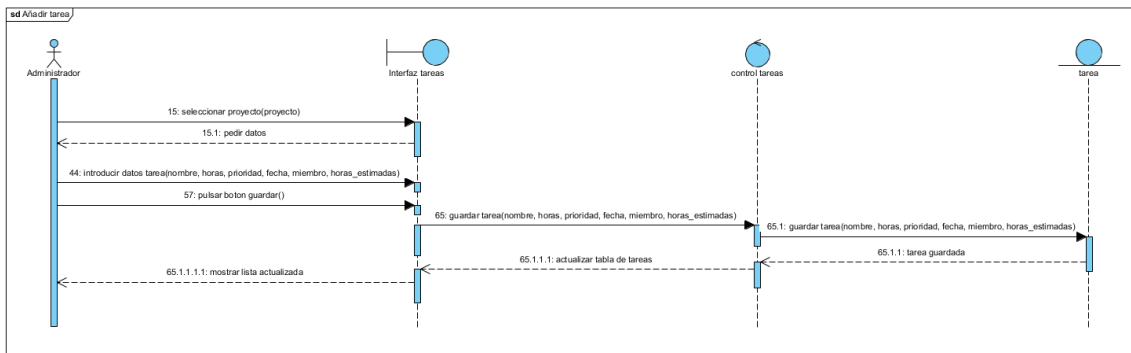 sd Añadir tarea
Administrador
Interfaz tareas
control tareas
tarea
15: seleccionar proyecto(proyecto)
15.1: pedir datos
44: introducir datos tarea(nombre, horas, prioridad, fecha, miembro, horas_estimadas)
57: pulsar boton guardar()
65: guardar tarea(nombre, horas, prioridad, fecha, miembro, horas_estimadas)
65.1: guardar tarea(nombre, horas, prioridad, fecha, miembro, horas_estimadas)
65.1.1: tarea guardada
65.1.1.1: actualizar tabla de tareas
65.1.1.1.1: mostrar lista actualizada